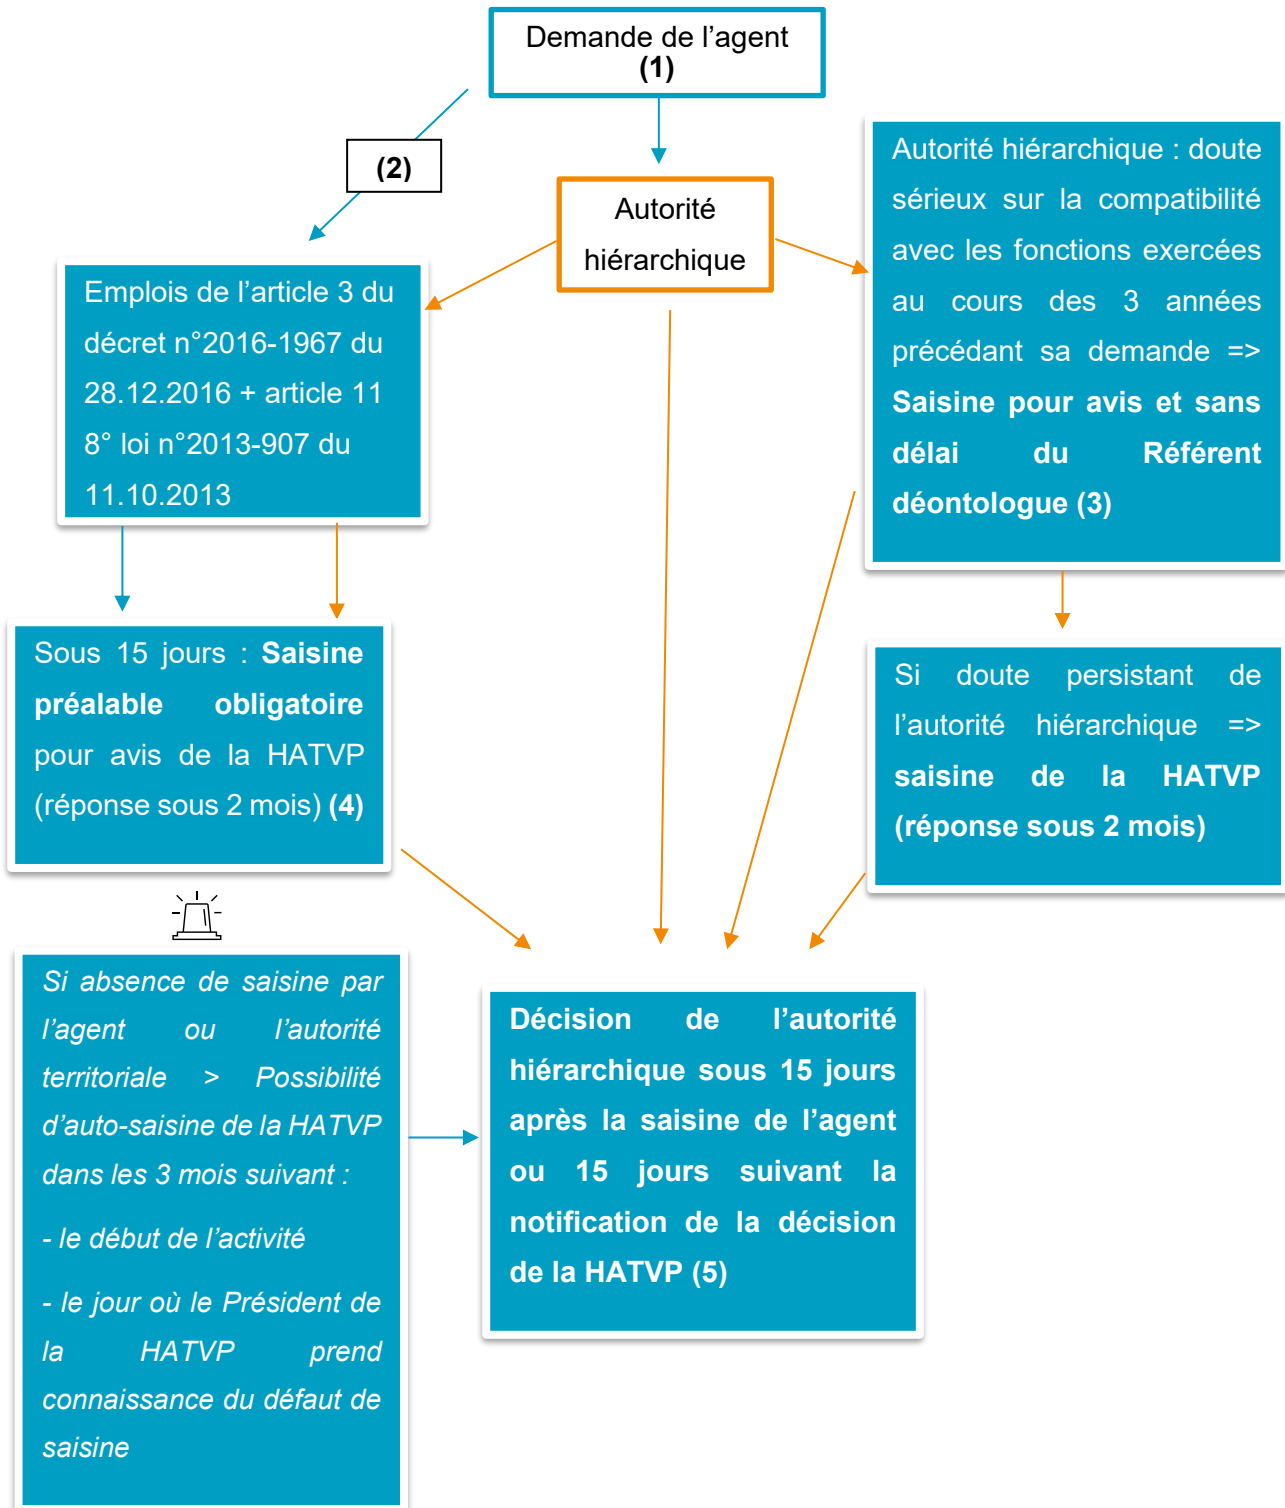 Demande de l’agent
(1)
(2)
Autorité
hiérarchique
Autorité hiérarchique : doute
sérieux sur la compatibilité
avec les fonctions exercées
au cours des 3 années
précédant sa demande =>
Saisine pour avis et sans
délai du Référent
déontologue (3)
Emplois de l’article 3 du
décret n°2016-1967 du
28.12.2016 + article 11
8° loi n°2013-907 du
11.10.2013
Sous 15 jours : Saisine
préalable obligatoire
pour avis de la HATVP
(réponse sous 2 mois) (4)
Si doute persistant de
l’autorité hiérarchique =>
saisine de la HATVP
(réponse sous 2 mois)
Si absence de saisine par
l’agent ou l’autorité
territoriale > Possibilité
d’auto-saisine de la HATVP
dans les 3 mois suivant :
- le début de l’activité
- le jour où le Président de
la HATVP prend
connaissance du défaut de
saisine
Décision de l’autorité
hiérarchique sous 15 jours
après la saisine de l’agent
ou 15 jours suivant la
notification de la décision
de la HATVP (5)